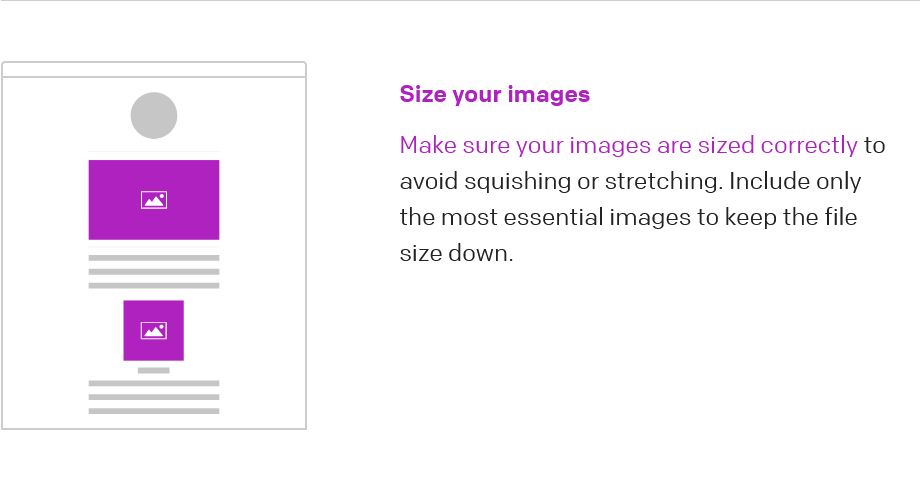 Size your images
Make sure your images are sized correctly to
avoid squishing or stretching. Include only
the most essential images to keep the file
size down.